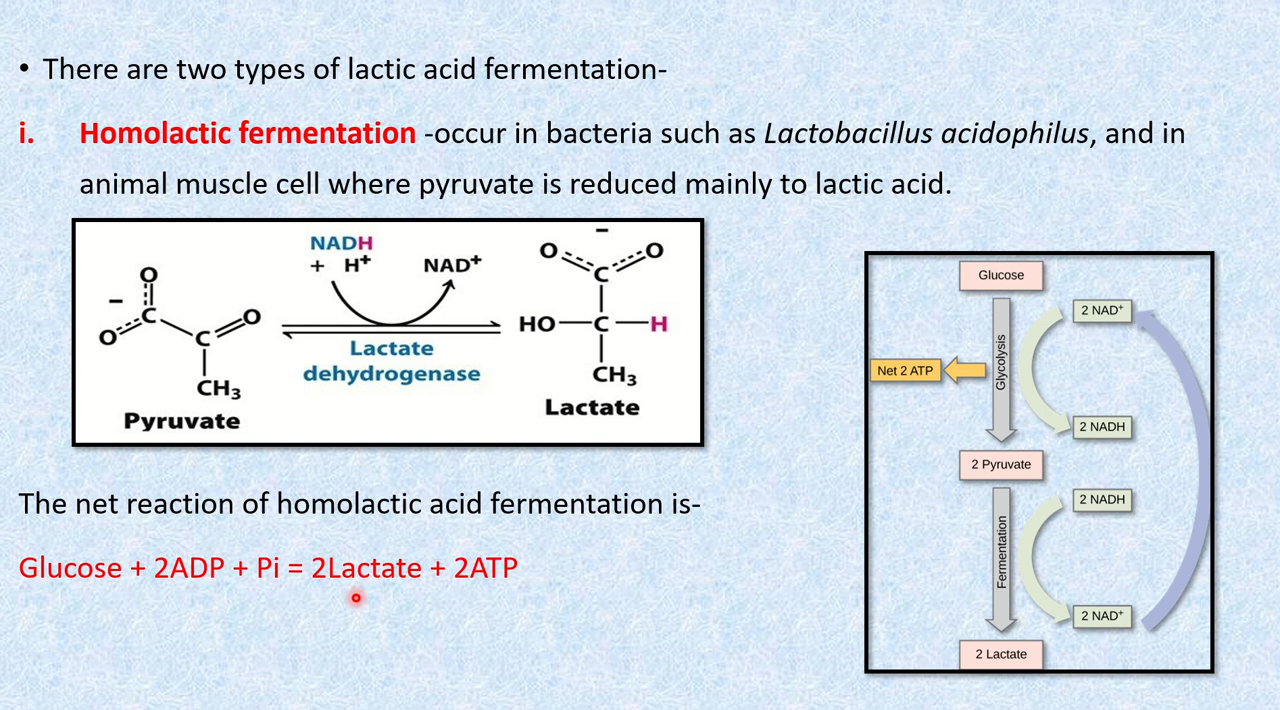 • There are two types of lactic acid fermentation-
i. Homolactic fermentation -occur in bacteria such as Lactobacillus acidophilus, and in
animal muscle cell where pyruvate is reduced mainly to lactic acid.
NADH
+ H⁺
NAD⁺
O
−
O
C
C
O
CH₃
Pyruvate
Lactate
dehydrogenase
−
O
O
C
HO C H
CH₃
Lactate
Glucose
2 NAD⁺
Glycolysis
Net 2 ATP
2 NADH
2 Pyruvate
2 NADH
Fermentation
2 NAD⁺
2 Lactate
The net reaction of homolactic acid fermentation is-
Glucose + 2ADP + Pi = 2Lactate + 2ATP